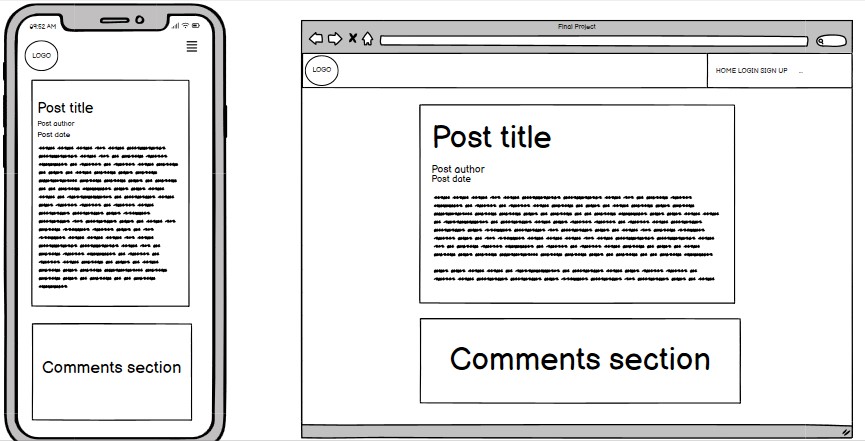 09:52 AM
LOGO
Post title
Post author
Post date
Comments section
Final Project
LOGO
HOME LOGIN SIGN UP ...
Post title
Post author
Post date
Comments section